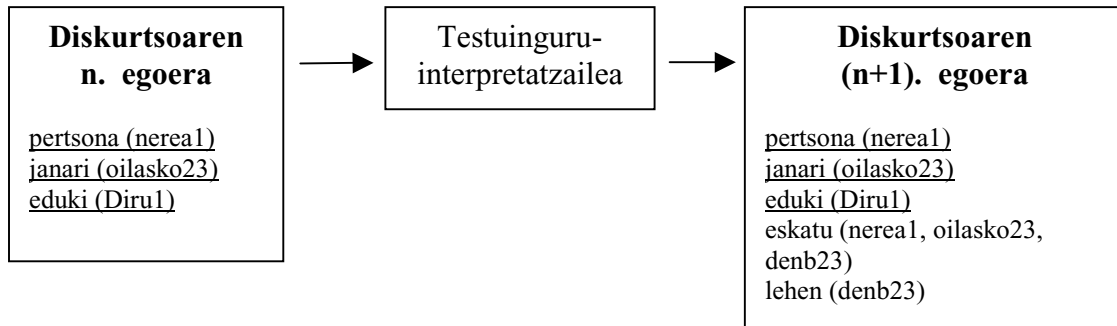 Diskurtsoaren
n. egoera
pertsona (nerea1)
janari (oilasko23)
eduki (Diru1)
Testuinguru-
interpretatzailea
Diskurtsoaren
(n+1). egoera
pertsona (nerea1)
janari (oilasko23)
eduki (Diru1)
eskatu (nerea1, oilasko23,
denb23)
lehen (denb23)